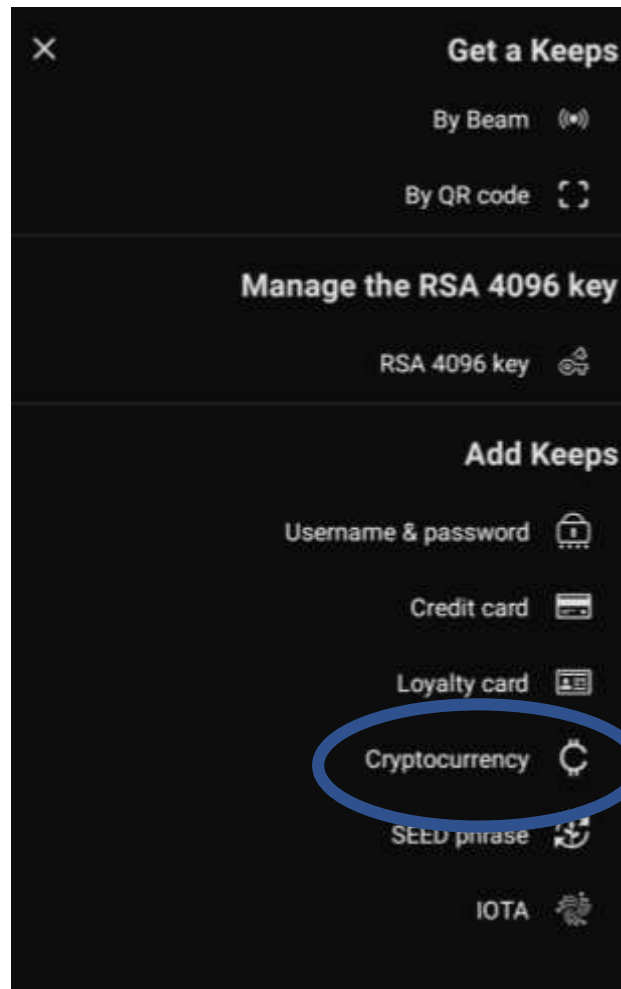 Get a Keeps
By Beam
By QR code
Manage the RSA 4096 key
RSA 4096 key
Add Keeps
Username & password
Credit card
Loyalty card
Cryptocurrency
SEED phrase
IOTA